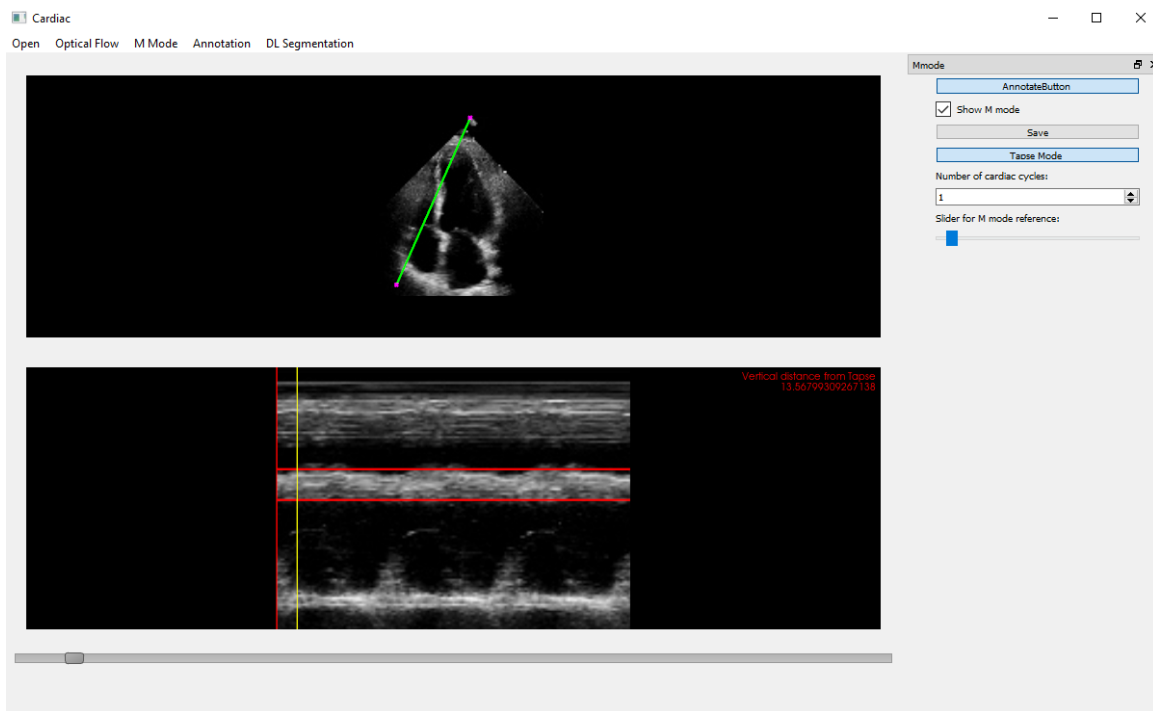 Cardiac
Open Optical Flow M Mode Annotation DL Segmentation
Mmode
AnnotateButton
Show M mode
Save
Tapse Mode
Number of cardiac cycles:
1
Slider for M mode reference:
Vertical distance from Tapse
13.56799309267138